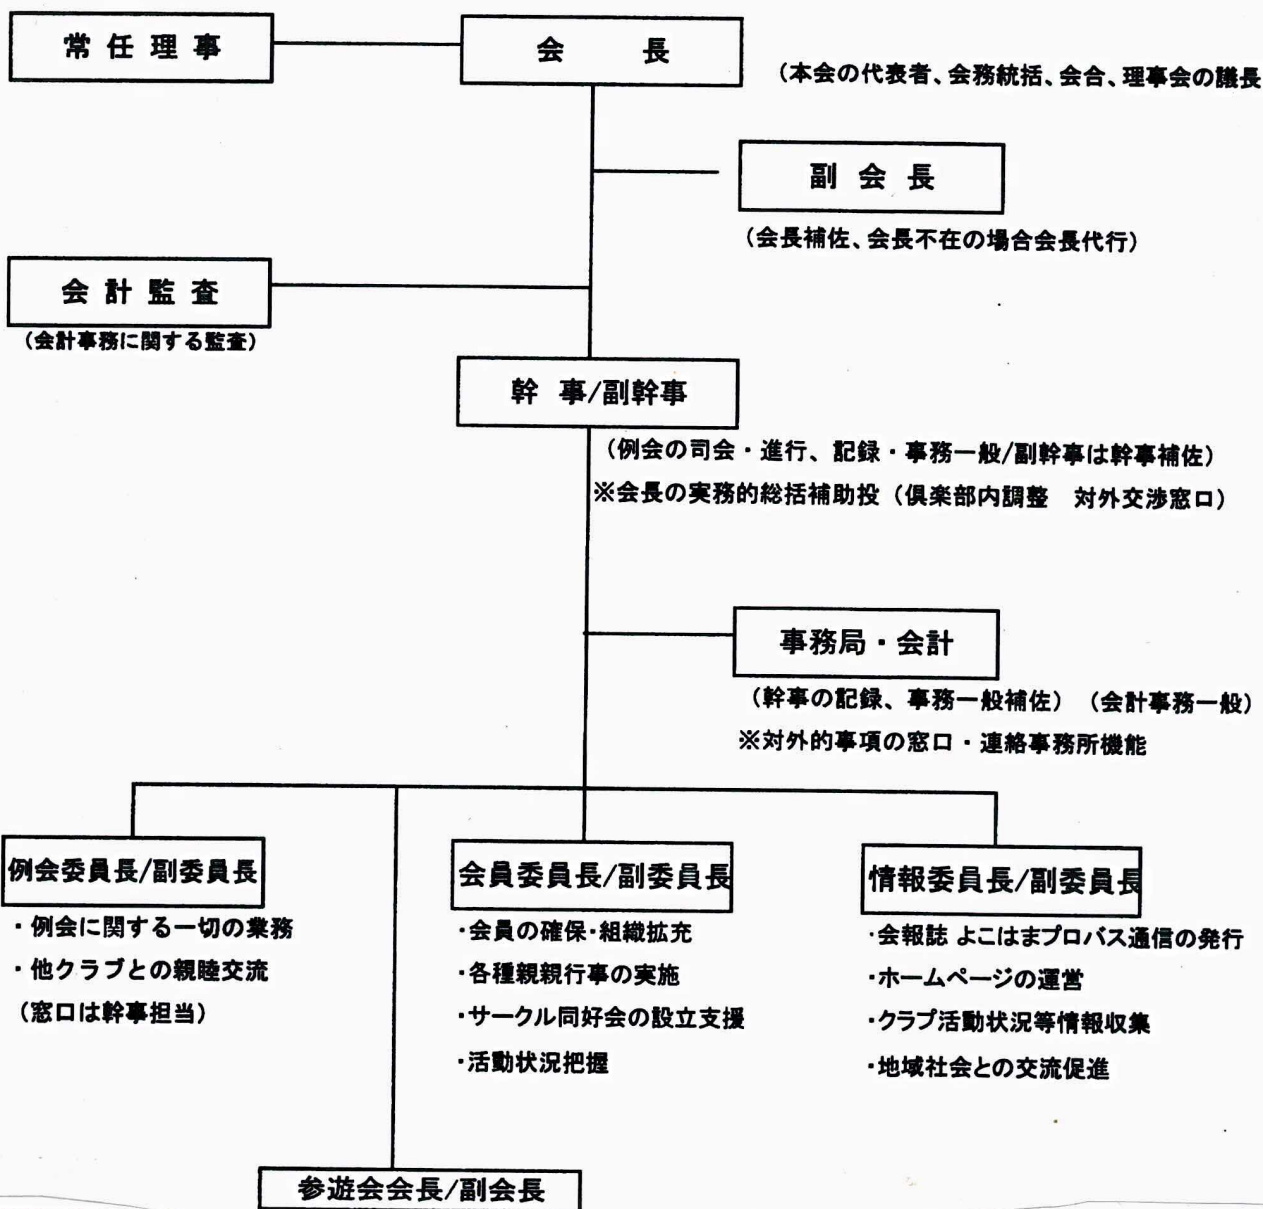 常任理事
会 長
(本会の代表者、会務統括、会合、理事会の議長
副会長
(会長補佐、会長不在の場合会長代行)
会計監査
(会計事務に関する監査)
幹 事/副幹事
(例会の司会・進行、記録・事務一般/副幹事は幹事補佐)
※会長の実務的総括補助投(倶楽部内調整 対外交渉窓口)
事務局・会計
(幹事の記録、事務一般補佐) (会計事務一般)
※対外的事項の窓口・連絡事務所機能
例会委員長/副委員長
・例会に関する一切の業務
・他クラブとの親睦交流
(窓口は幹事担当)
会員委員長/副委員長
・会員の確保・組織拡充
・各種親親行事の実施
・サークル同好会の設立支援
・活動状況把握
情報委員長/副委員長
・会報誌 よこはまプロバス通信の発行
・ホームページの運営
・クラブ活動状況等情報収集
・地域社会との交流促進
参遊会会長/副会長